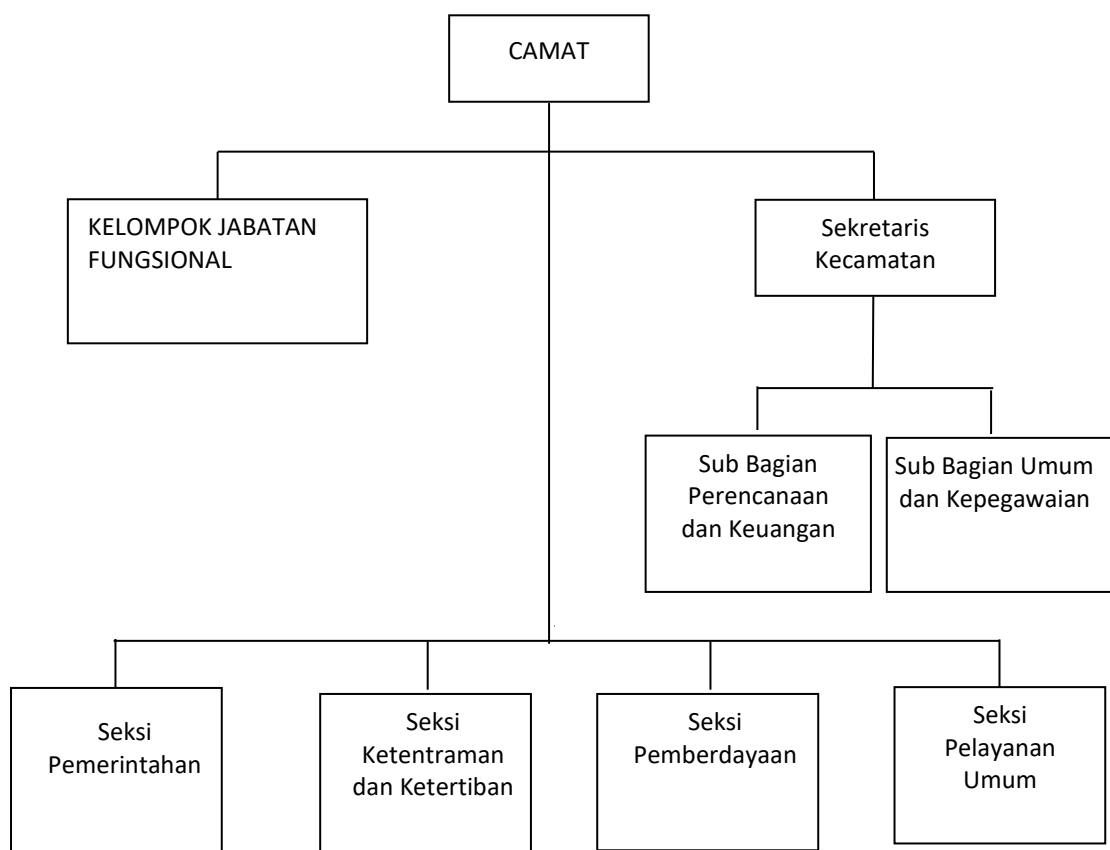 CAMAT
KELOMPOK JABATAN
FUNGSIONAL
Sekretaris
Kecamatan
Sub Bagian
Perencanaan
dan Keuangan
Sub Bagian Umum
dan Kepegawaian
Seksi
Pemerintahan
Seksi
Ketentraman
dan Ketertiban
Seksi
Pemberdayaan
Seksi
Pelayanan
Umum